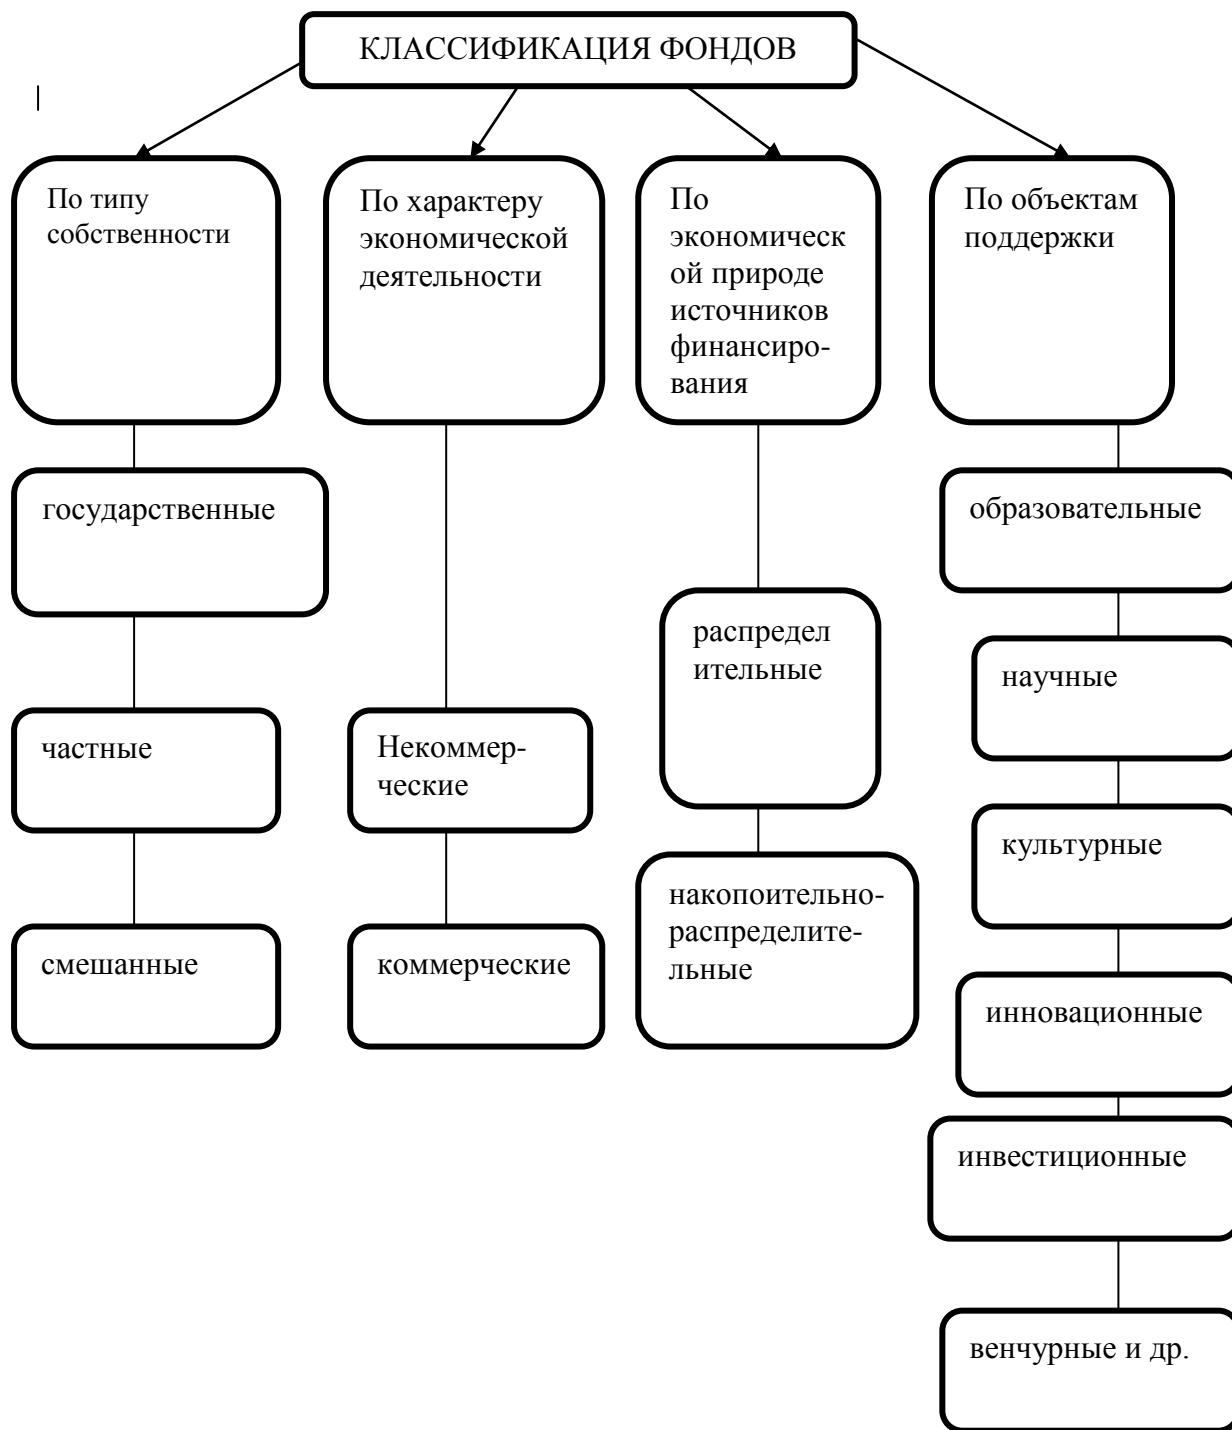 КЛАССИФИКАЦИЯ ФОНДОВ
По типу
собственности
государственные
частные
смешанные
По характеру
экономической
деятельности
Некоммер-
ческие
коммерческие
По
экономическ
ой природе
источников
финансиро-
вания
распредел
ительные
накопоительно-
распределите-
льные
По объектам
поддержки
образовательные
научные
культурные
инновационные
инвестиционные
венчурные и др.